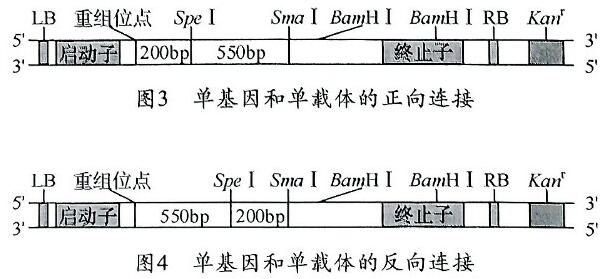 LB 重组位点 Spe Ⅰ Sma Ⅰ BamH Ⅰ BamH Ⅰ RB Kanʳ
5' 启动子 200bp 550bp 终止子 3'
3' 5'
图3 单基因和单载体的正向连接
LB 重组位点 Spe Ⅰ Sma Ⅰ BamH Ⅰ BamH Ⅰ RB Kanʳ
5' 启动子 550bp 200bp 终止子 3'
3' 5'
图4 单基因和单载体的反向连接